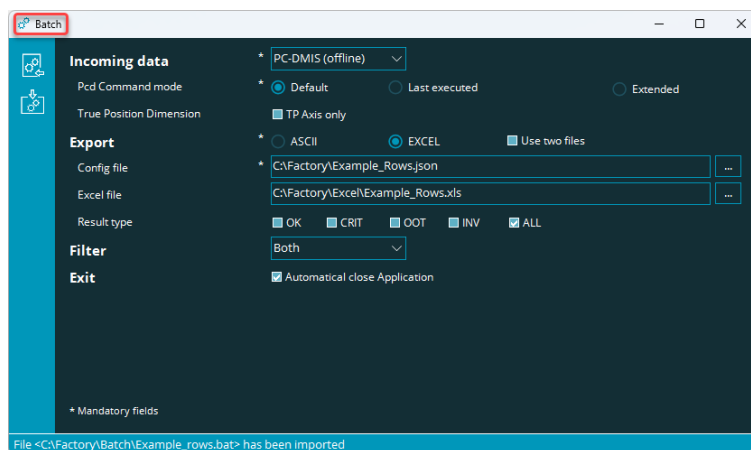 Batch
Incoming data * PC-DMIS (offline)
Pcd Command mode * Default Last executed Extended
True Position Dimension TP Axis only
Export * ASCII EXCEL Use two files
Config file * C:\Factory\Example_Rows.json ...
Excel file C:\Factory\Excel\Example_Rows.xls ...
Result type OK CRIT OOT INV ALL
Filter Both
Exit Automatical close Application
* Mandatory fields
File <C:\Factory\Batch\Example_rows.bat> has been imported